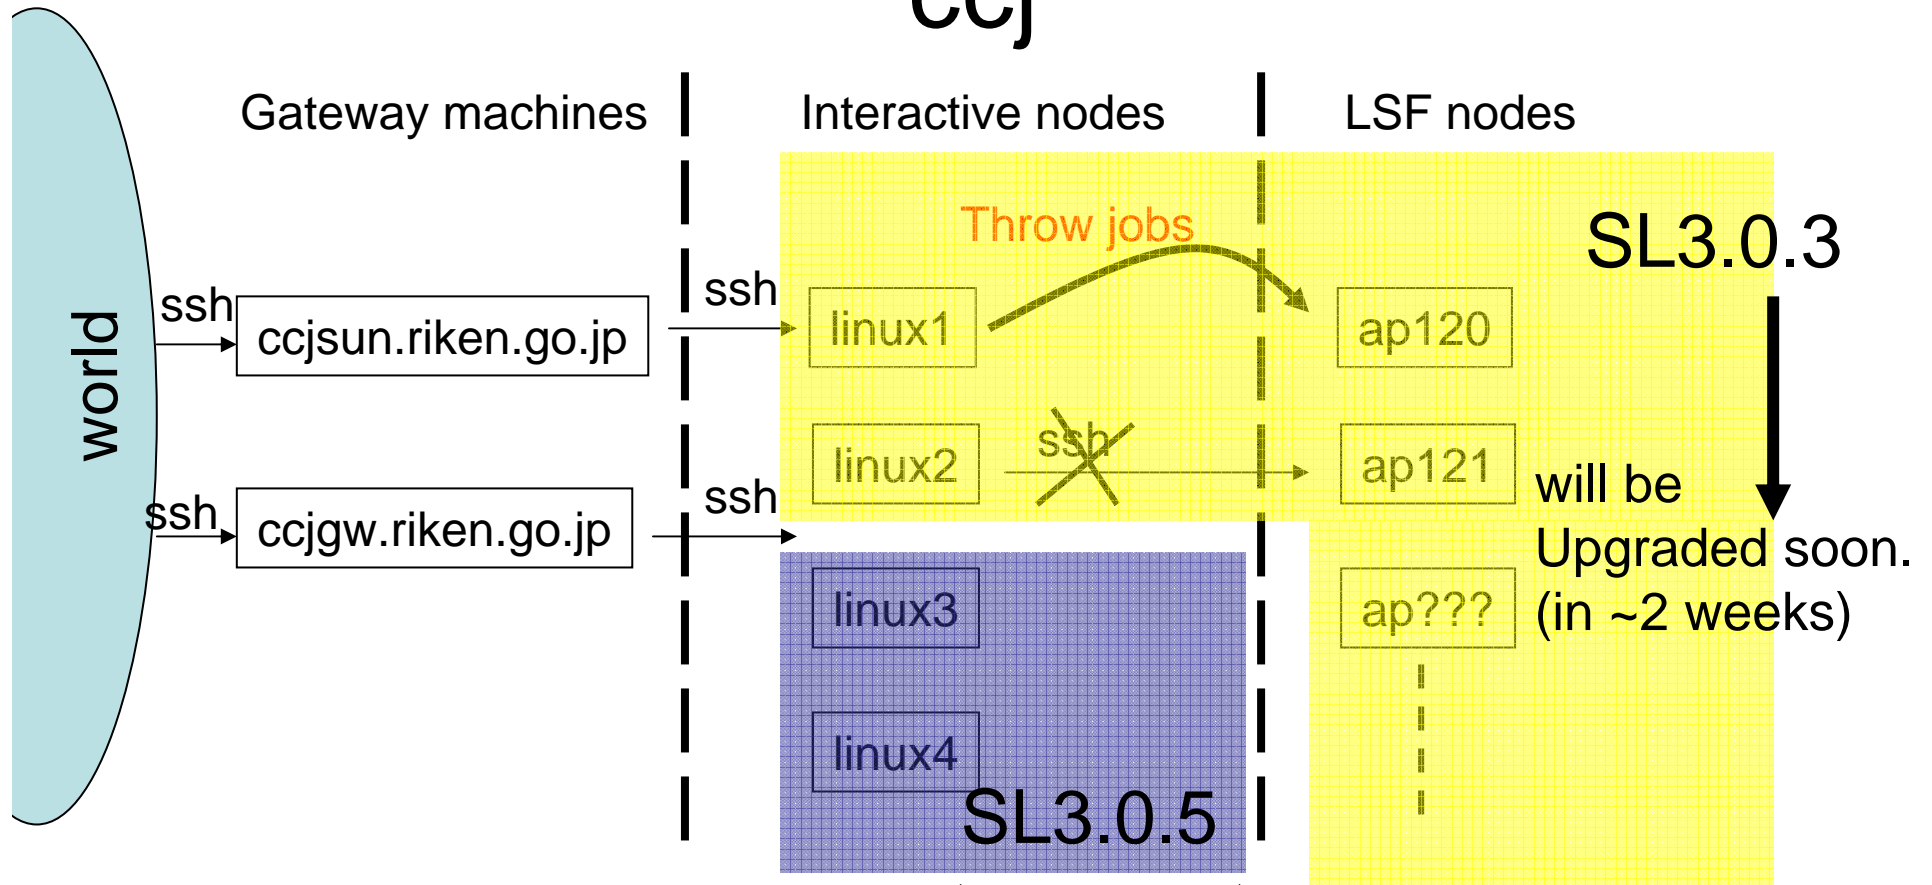 ccj
Gateway machines
Interactive nodes
LSF nodes
Throw jobs
SL3.0.3
world
ssh
ccjsun.riken.go.jp
ssh
linux1
ap120
linux2
ssh
ap121
ssh
ccjgw.riken.go.jp
ssh
will be
Upgraded soon.
(in ~2 weeks)
linux3
ap???
linux4
SL3.0.5